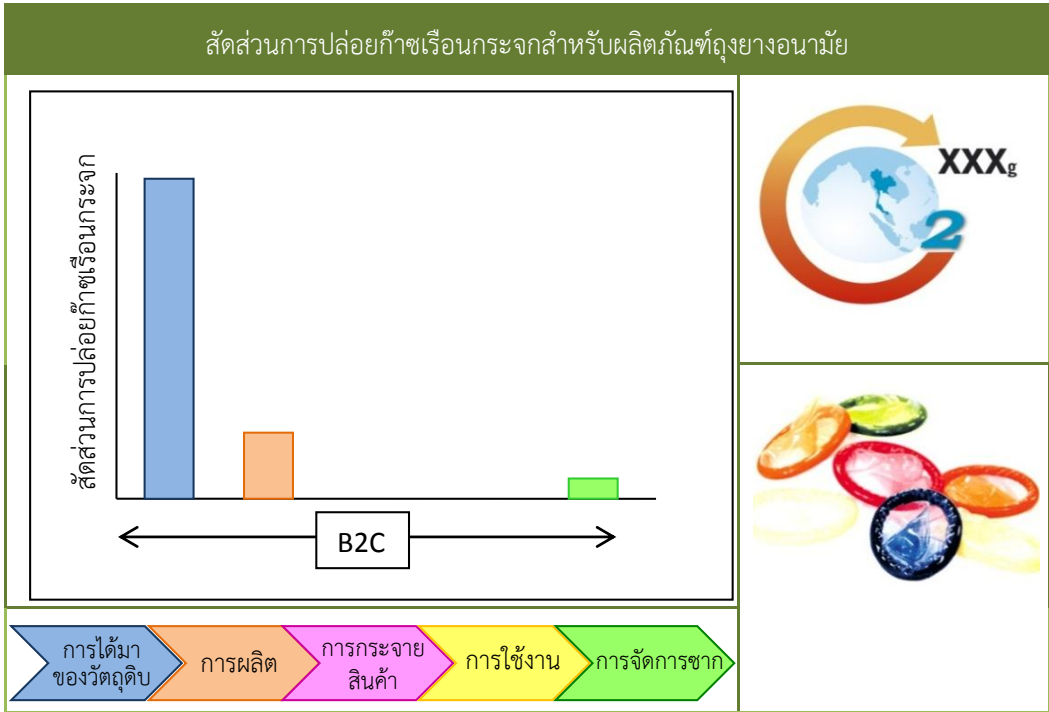 สัดส่วนการปล่อยก๊าซเรือนกระจกสำหรับผลิตภัณฑ์ถุงยางอนามัย
สัดส่วนการปล่อยก๊าซเรือนกระจก
B2C
XXXg
2
การได้มา
ของวัตถุดิบ
การผลิต
การกระจาย
สินค้า
การใช้งาน
การจัดการซาก